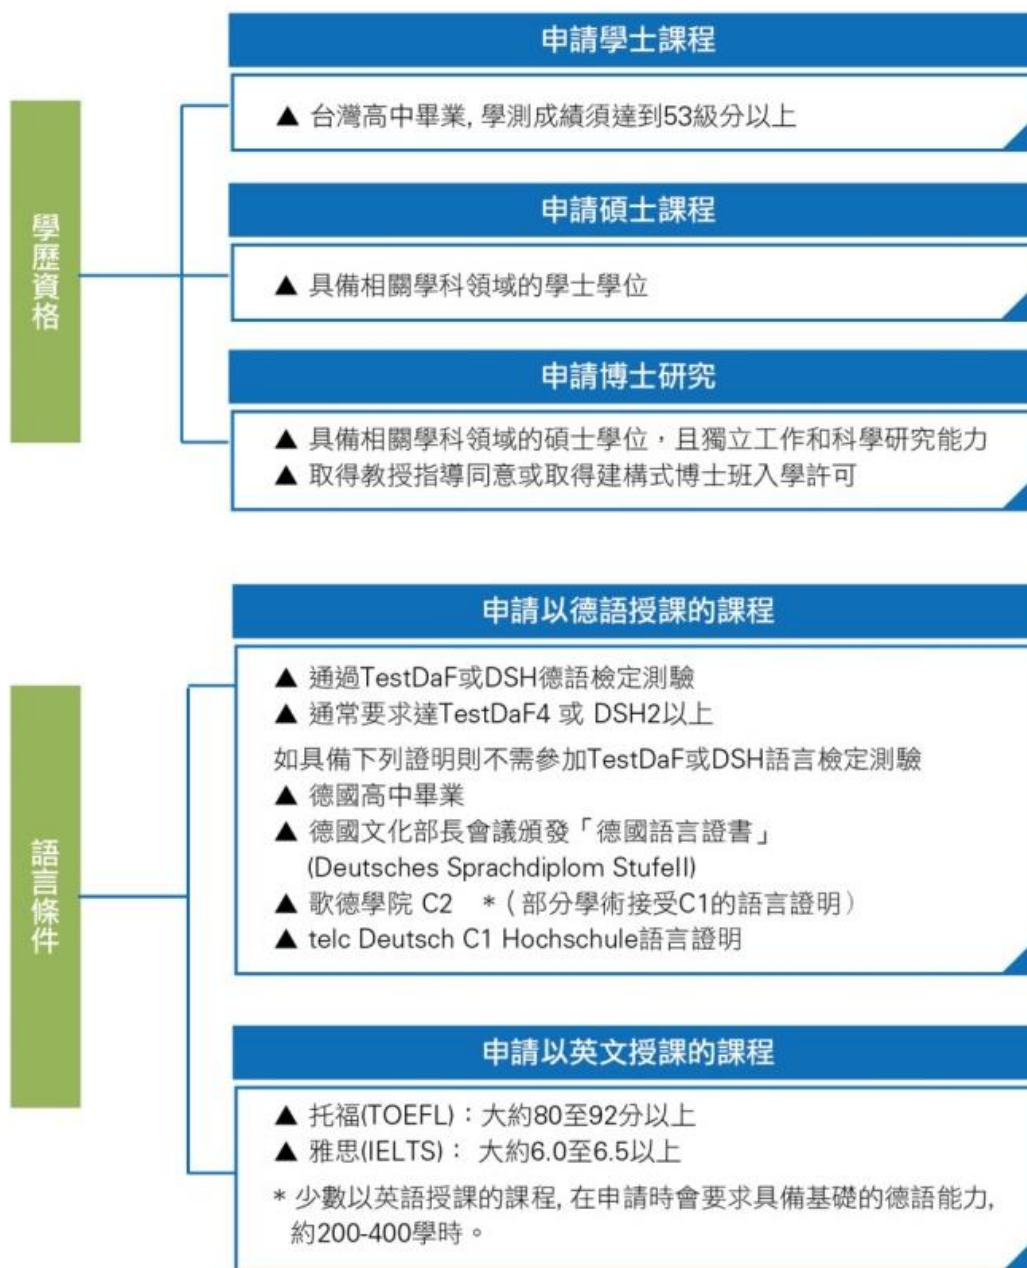 學歷資格
申請學士課程
▲ 台灣高中畢業, 學測成績須達到53級分以上
申請碩士課程
▲ 具備相關學科領域的學士學位
申請博士研究
▲ 具備相關學科領域的碩士學位，且獨立工作和科學研究能力
▲ 取得教授指導同意或取得建構式博士班入學許可
語言條件
申請以德語授課的課程
▲ 通過TestDaF或DSH德語檢定測驗
▲ 通常要求達TestDaF4 或 DSH2以上
如具備下列證明則不需參加TestDaF或DSH語言檢定測驗
▲ 德國高中畢業
▲ 德國文化部長會議頒發「德國語言證書」
(Deutsches Sprachdiplom StufeII)
▲ 歌德學院 C2 *（部分學術接受C1的語言證明）
▲ telc Deutsch C1 Hochschule語言證明
申請以英文授課的課程
▲ 托福(TOEFL)：大約80至92分以上
▲ 雅思(IELTS)： 大約6.0至6.5以上
* 少數以英語授課的課程, 在申請時會要求具備基礎的德語能力,
約200-400學時。